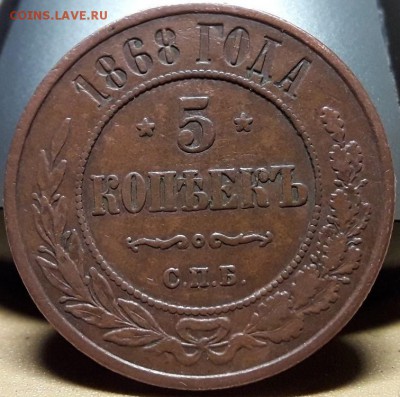 COINS.LAVE.RU
1868 ГОДА
5
КОПѢЕКЪ
С.П.Б.